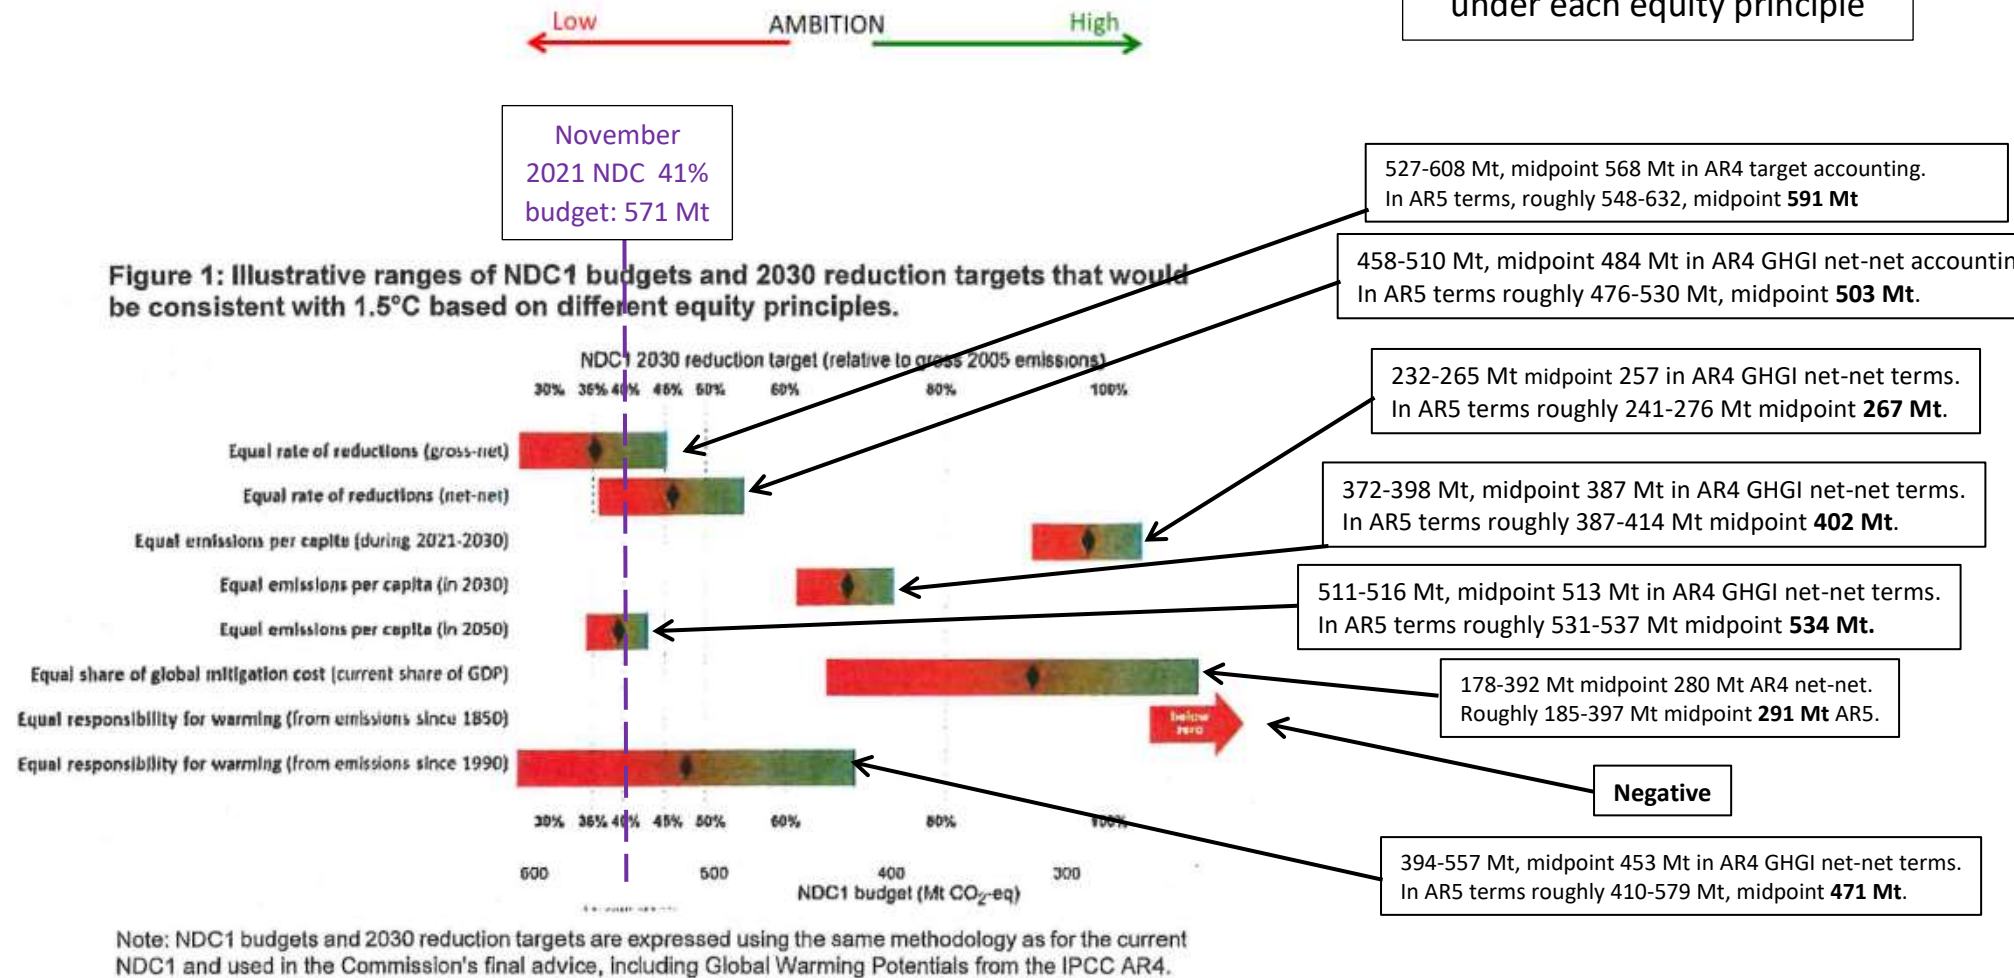 under each equity principle
Low AMBITION High
November
2021 NDC 41%
budget: 571 Mt
527-608 Mt, midpoint 568 Mt in AR4 target accounting.
In AR5 terms, roughly 548-632, midpoint 591 Mt
458-510 Mt, midpoint 484 Mt in AR4 GHGI net-net accountin
In AR5 terms roughly 476-530 Mt, midpoint 503 Mt.
Figure 1: Illustrative ranges of NDC1 budgets and 2030 reduction targets that would
be consistent with 1.5°C based on different equity principles.
NDC1 2030 reduction target (relative to gross 2005 emissions)
30% 36% 40% 45% 50% 60% 80% 100%
232-265 Mt midpoint 257 in AR4 GHGI net-net terms.
In AR5 terms roughly 241-276 Mt midpoint 267 Mt.
Equal rate of reductions (gross-net)
Equal rate of reductions (net-net)
372-398 Mt, midpoint 387 Mt in AR4 GHGI net-net terms.
In AR5 terms roughly 387-414 Mt midpoint 402 Mt.
Equal emissions per capita (during 2021-2030)
Equal emissions per capita (in 2030)
511-516 Mt, midpoint 513 Mt in AR4 GHGI net-net terms.
In AR5 terms roughly 531-537 Mt midpoint 534 Mt.
Equal emissions per capita (in 2050)
Equal share of global mitigation cost (current share of GDP)
178-392 Mt midpoint 280 Mt AR4 net-net.
Roughly 185-397 Mt midpoint 291 Mt AR5.
Equal responsibility for warming (from emissions since 1850)
below
zero
Equal responsibility for warming (from emissions since 1990)
Negative
30% 36% 40% 45% 50% 60% 80% 100%
394-557 Mt, midpoint 453 Mt in AR4 GHGI net-net terms.
In AR5 terms roughly 410-579 Mt, midpoint 471 Mt.
600 500 400 300
NDC1 budget (Mt CO₂-eq)
Note: NDC1 budgets and 2030 reduction targets are expressed using the same methodology as for the current
NDC1 and used in the Commission's final advice, including Global Warming Potentials from the IPCC AR4.